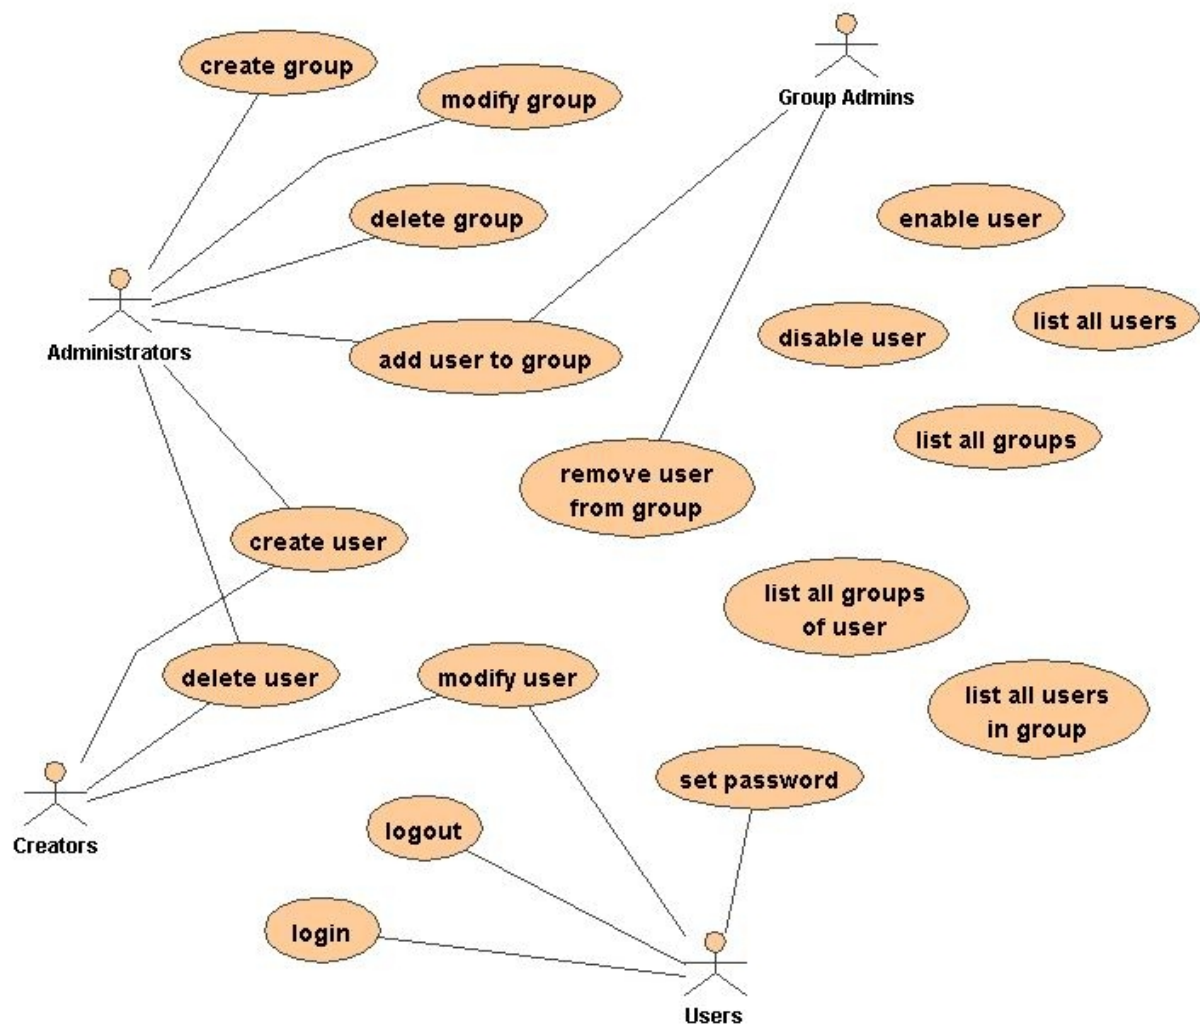 create group
modify group
Group Admins
delete group
enable user
Administrators
add user to group
disable user
list all users
list all groups
remove user
from group
create user
list all groups
of user
delete user
modify user
list all users
in group
set password
Creators
logout
login
Users